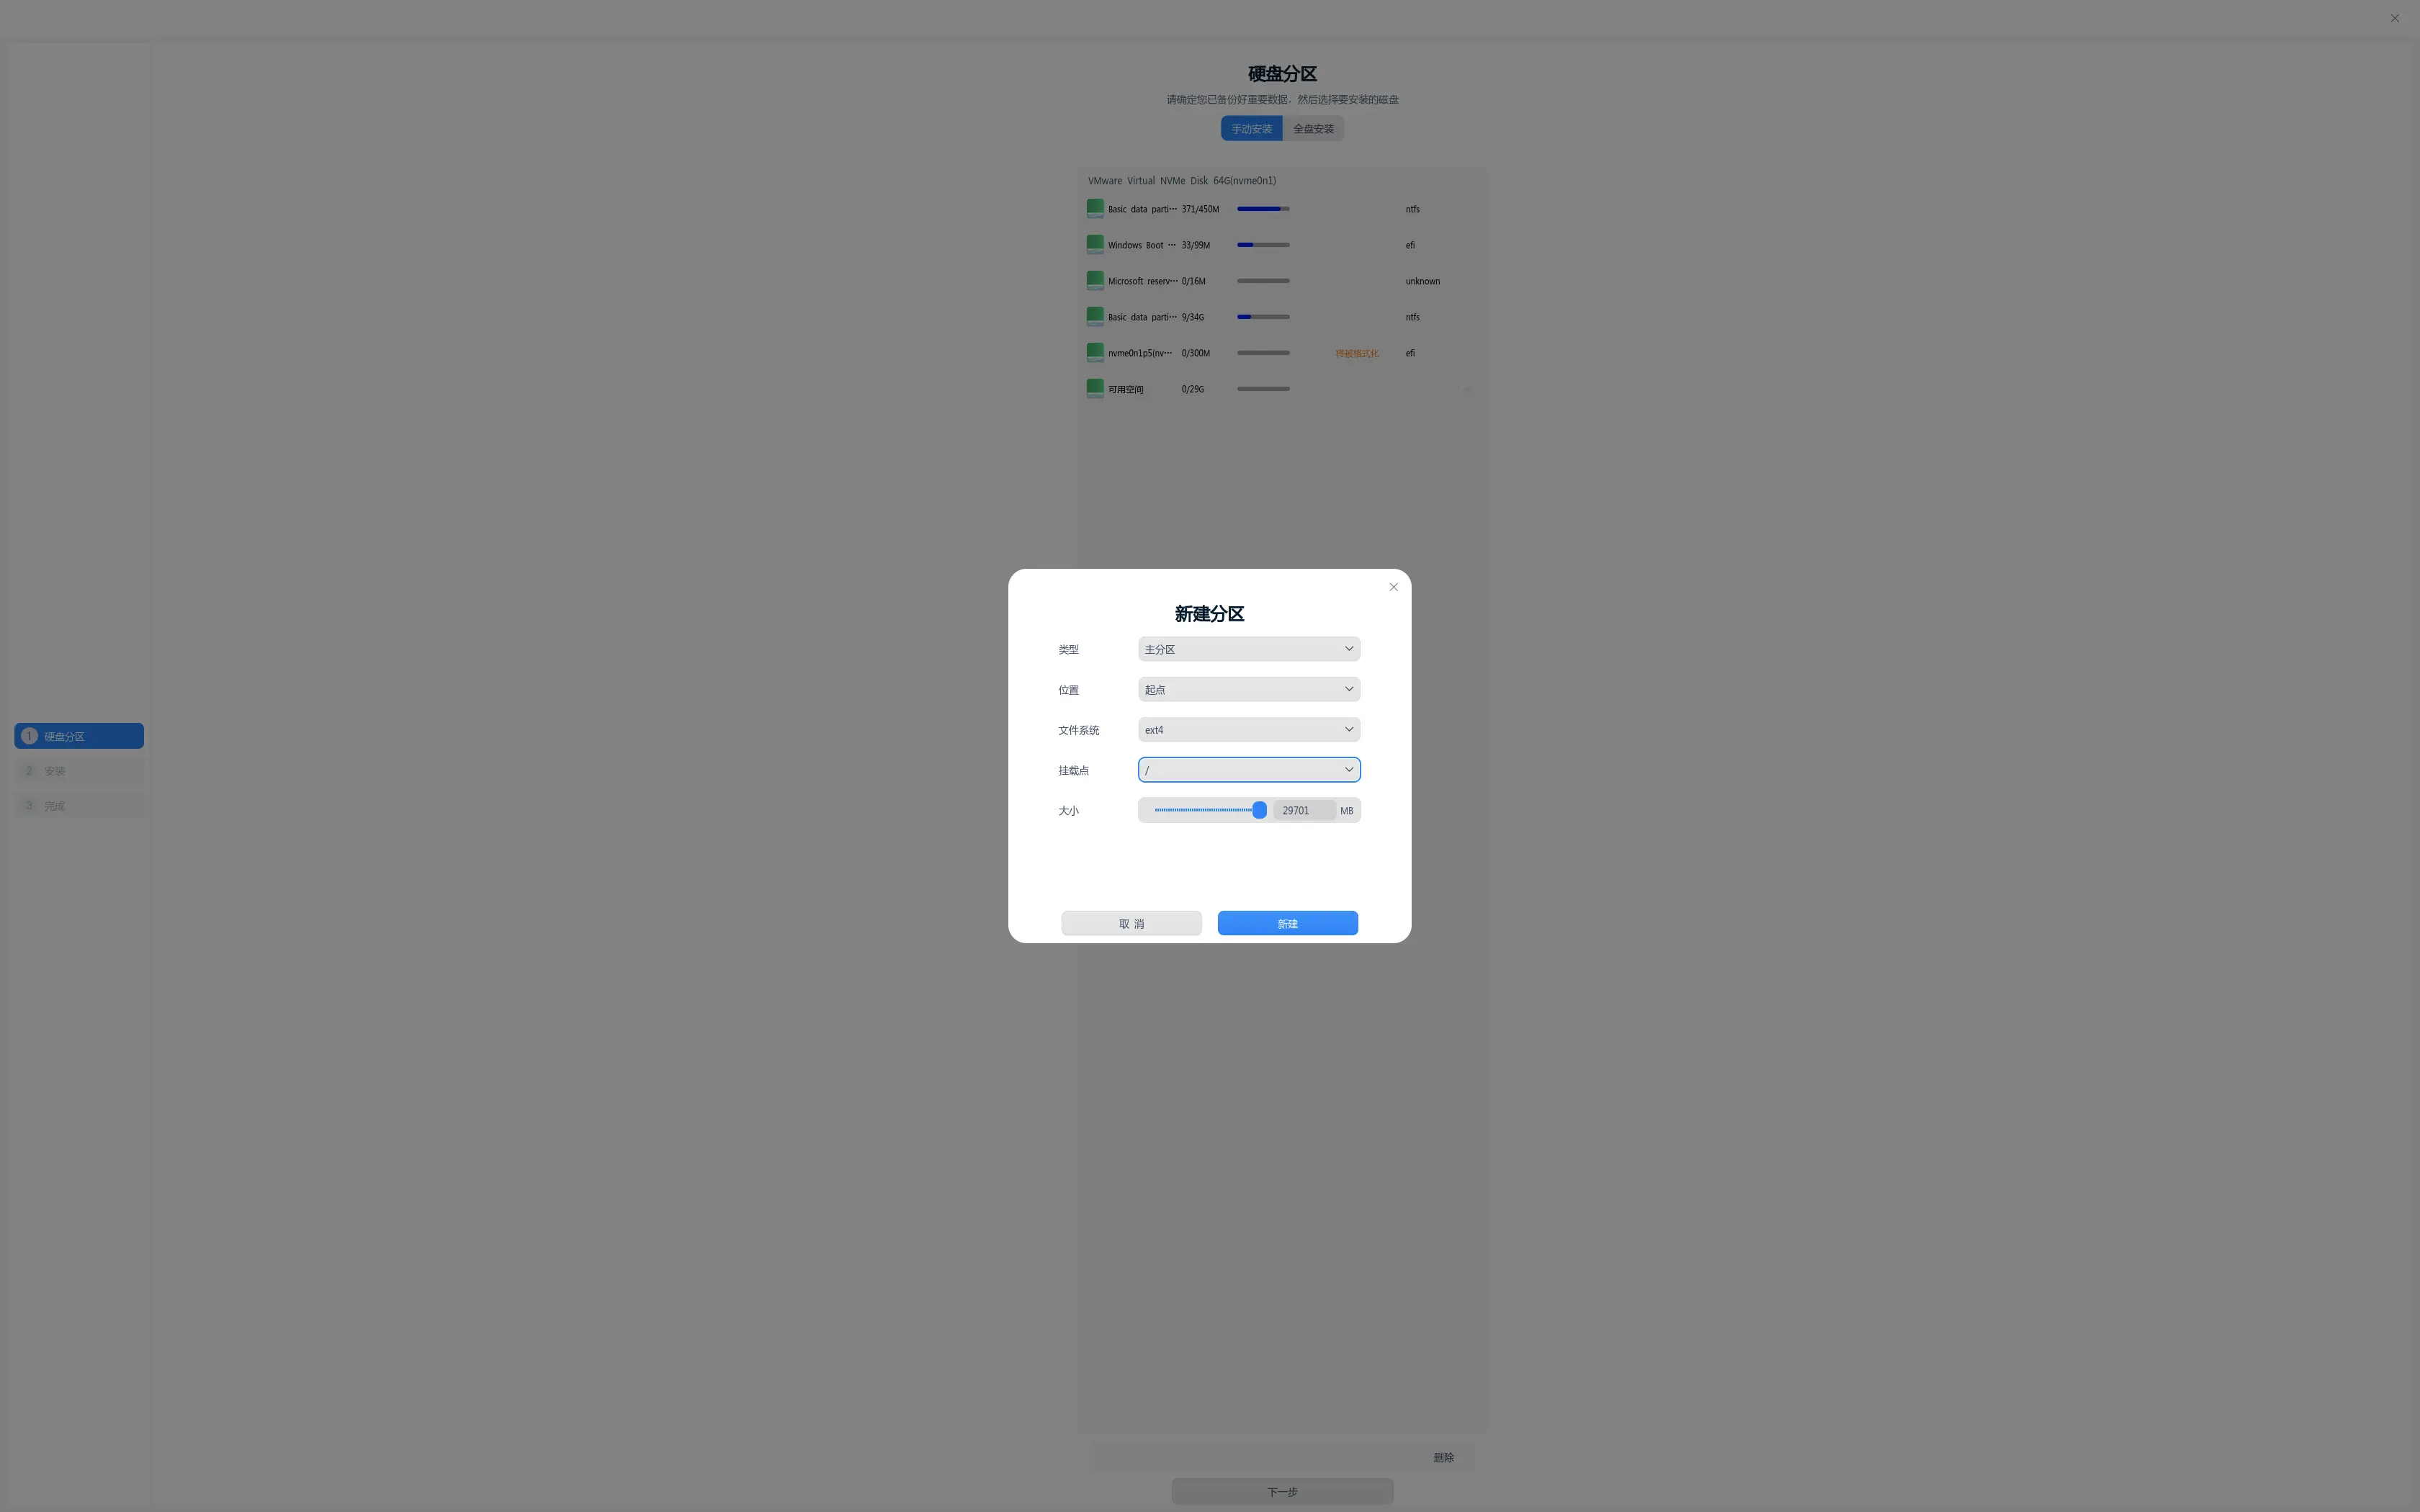 硬盘分区
请确定您已备份好重要数据，然后选择要安装的磁盘
手动安装 全盘安装
VMware Virtual NVMe Disk 64G(nvme0n1)
Basic data parti··· 371/450M ntfs
Windows Boot ··· 33/99M efi
Microsoft reserv··· 0/16M unknown
Basic data parti··· 9/34G ntfs
nvme0n1p5(nv··· 0/300M 将被格式化 efi
可用空间 0/29G
新建分区
类型 主分区
位置 起点
文件系统 ext4
挂载点 /
大小 29701 MB
取 消 新建
1 硬盘分区
2 安装
3 完成
删除
下一步